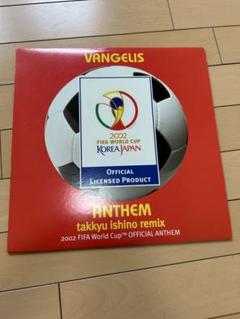 VANGELIS
2002
FIFA WORLD CUP
KOREA JAPAN
OFFICIAL
LICENSED PRODUCT
ANTHEM
takkyu ishino remix
2002 FIFA World Cup™ OFFICIAL ANTHEM